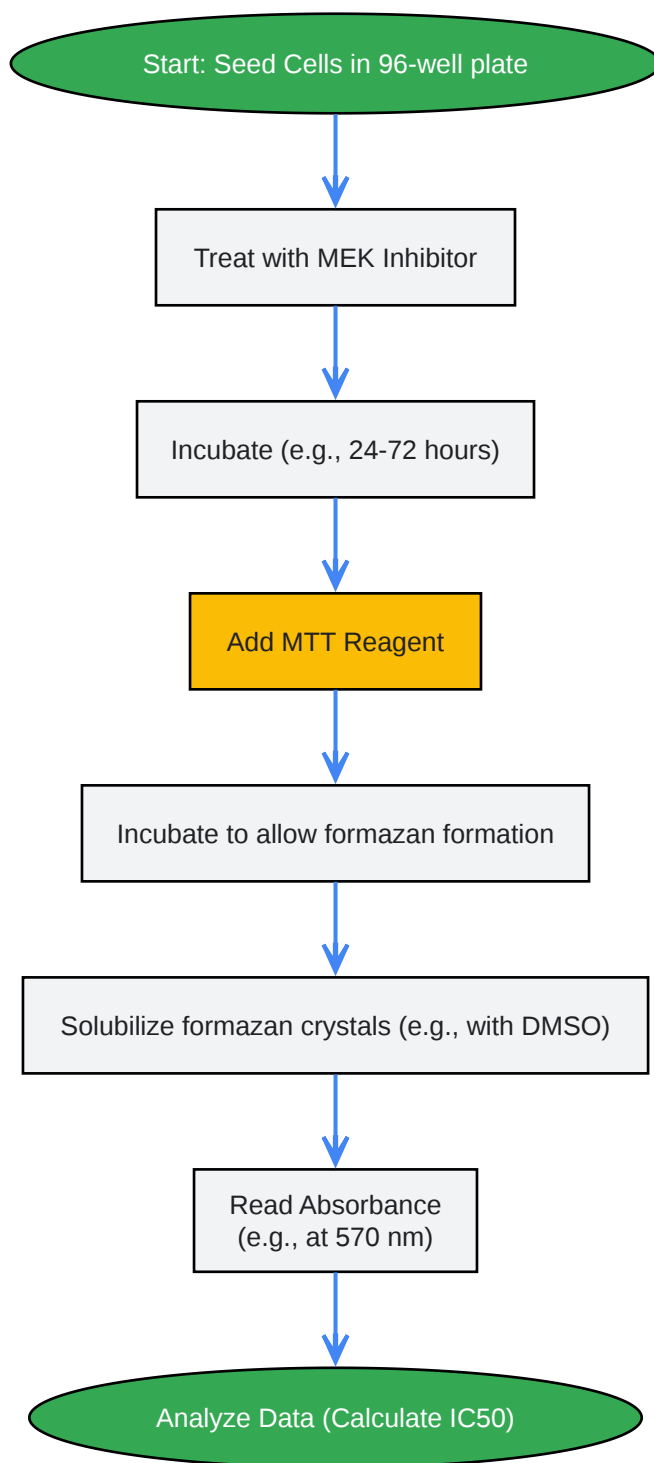 Start: Seed Cells in 96-well plate
Treat with MEK Inhibitor
Incubate (e.g., 24-72 hours)
Add MTT Reagent
Incubate to allow formazan formation
Solubilize formazan crystals (e.g., with DMSO)
Read Absorbance
(e.g., at 570 nm)
Analyze Data (Calculate IC50)